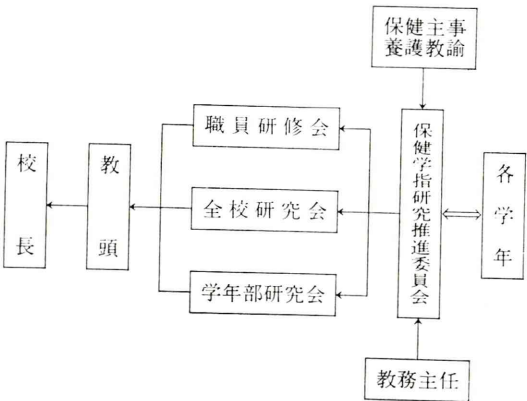 保健主事
養護教諭
職員研修会
全校研究会
学年部研究会
校長
教頭
保健学指研究推進委員会
各学年
教務主任